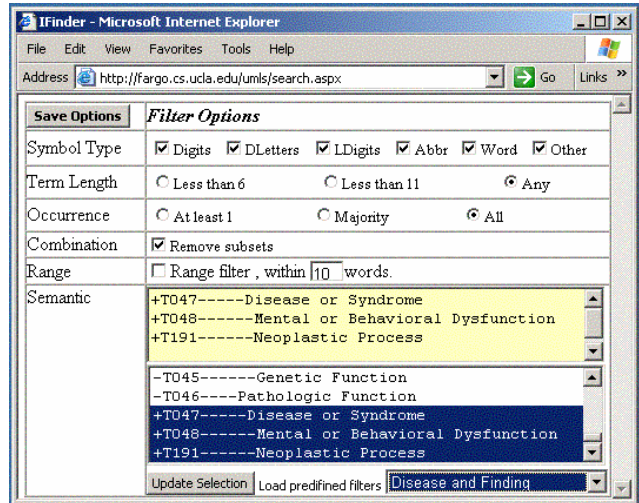 IFinder - Microsoft Internet Explorer
File Edit View Favorites Tools Help
Address http://fargo.cs.ucla.edu/umls/search.aspx Go Links »
Save Options Filter Options
Symbol Type Digits DLetters LDigits Abbr Word Other
Term Length Less than 6 Less than 11 Any
Occurrence At least 1 Majority All
Combination Remove subsets
Range Range filter , within 10 words.
Semantic
+T047-----Disease or Syndrome
+T048-----Mental or Behavioral Dysfunction
+T191-----Neoplastic Process
-T045------Genetic Function
-T046----Pathologic Function
+T047-----Disease or Syndrome
+T048------Mental or Behavioral Dysfunction
+T191------Neoplastic Process
Update Selection Load predifined filters Disease and Finding